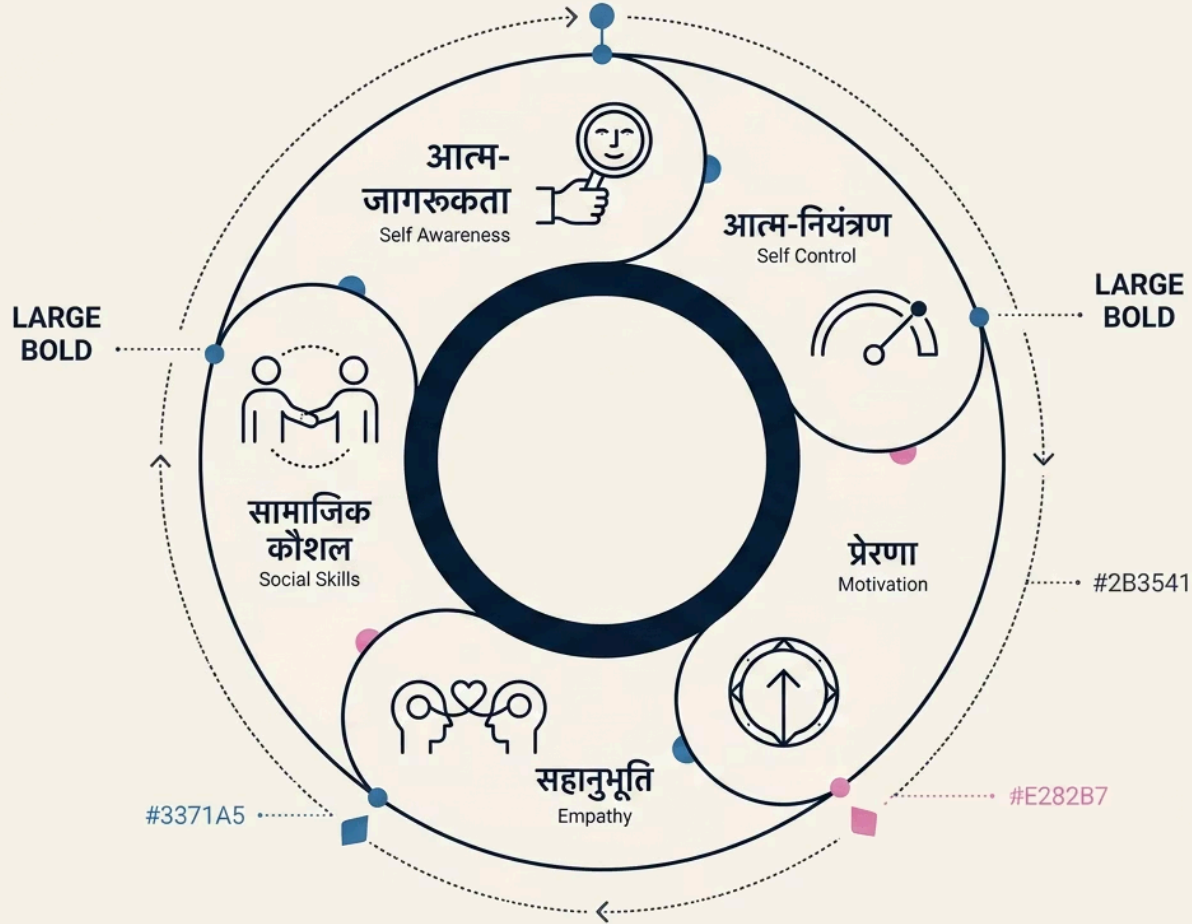 आत्म-
जागरूकता
Self Awareness
आत्म-नियंत्रण
Self Control
LARGE
BOLD
LARGE
BOLD
सामाजिक
कौशल
Social Skills
प्रेरणा
Motivation
#2B3541
सहानुभूति
Empathy
#3371A5
#E282B7